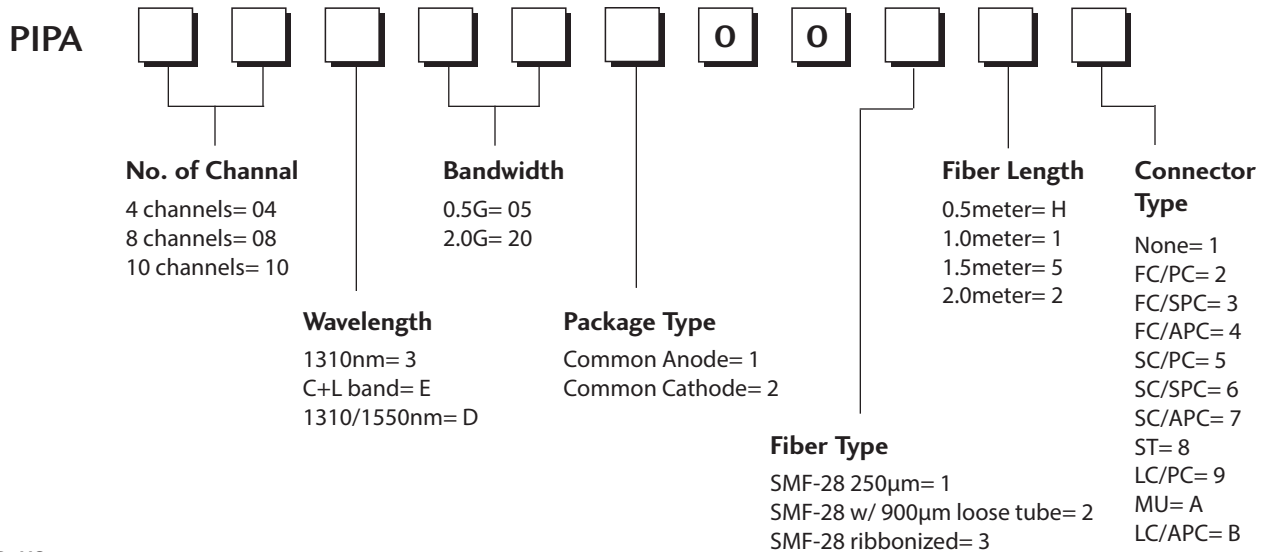 PIPA 0 0
No. of Channal
4 channels= 04
8 channels= 08
10 channels= 10
Wavelength
1310nm= 3
C+L band= E
1310/1550nm= D
Bandwidth
0.5G= 05
2.0G= 20
Package Type
Common Anode= 1
Common Cathode= 2
Fiber Type
SMF-28 250µm= 1
SMF-28 w/ 900µm loose tube= 2
SMF-28 ribbonized= 3
Fiber Length
0.5meter= H
1.0meter= 1
1.5meter= 5
2.0meter= 2
Connector
Type
None= 1
FC/PC= 2
FC/SPC= 3
FC/APC= 4
SC/PC= 5
SC/SPC= 6
SC/APC= 7
ST= 8
LC/PC= 9
MU= A
LC/APC= B